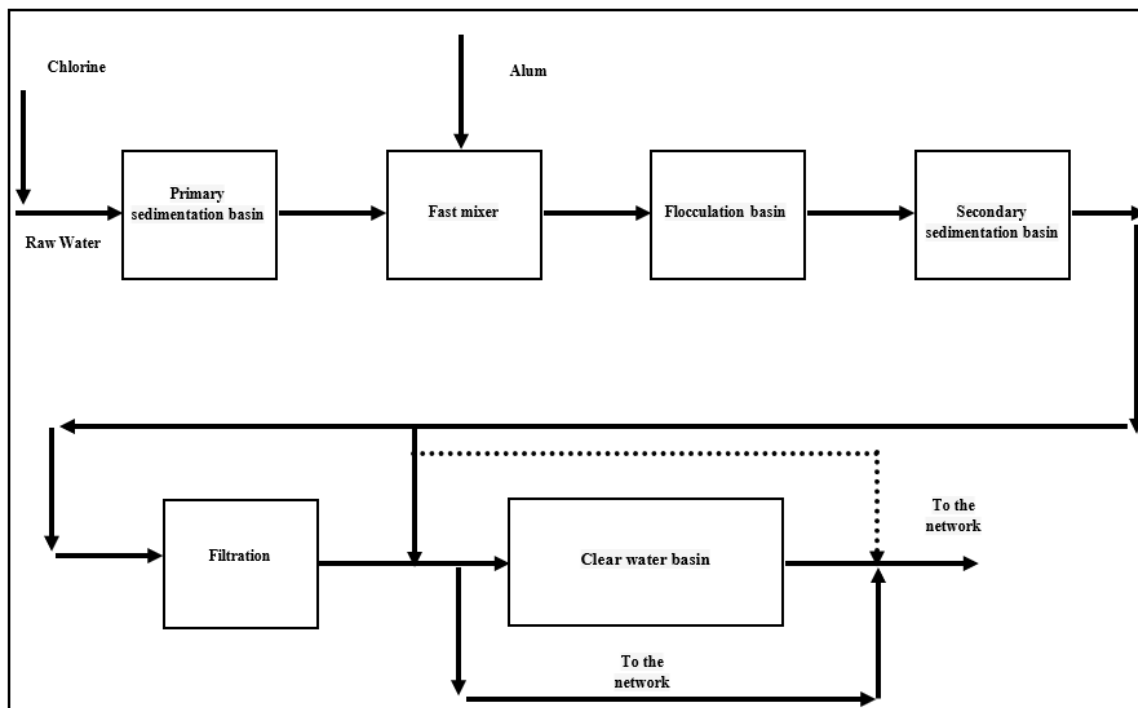 Chlorine
Alum
Primary
sedimentation basin
Fast mixer
Flocculation basin
Secondary
sedimentation basin
Raw Water
To the
network
Filtration
Clear water basin
To the
network